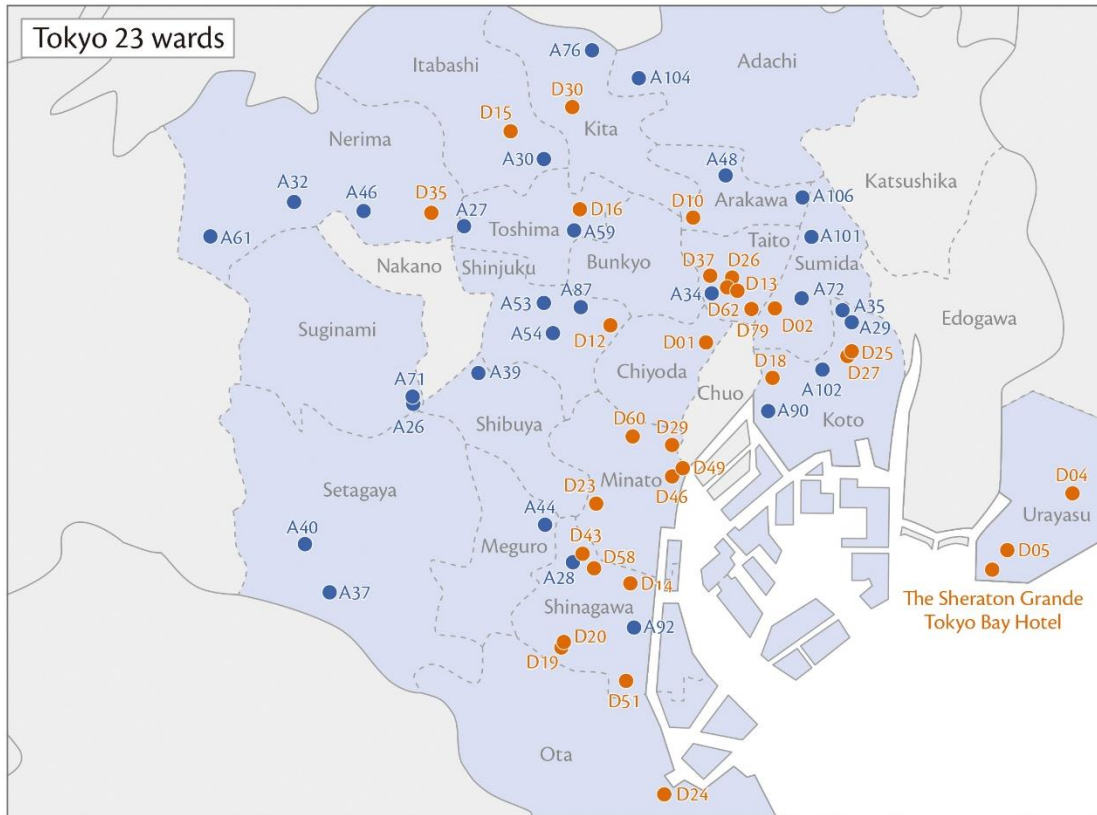 Tokyo 23 wards
A76
Itabashi
A104
Adachi
D30
D15
Kita
Nerima
A30
A48
Katsushika
A32
A46
D35
A27
D16
D10
Arakawa
A106
A61
Toshima
A59
Taito
A101
Nakano
Shinjuku
Bunkyo
D37
D26
Sumida
A53
A87
A34
D13
A72
A35
D62
Suginami
A54
D12
D79
D02
A29
Edogawa
D01
D25
A39
Chiyoda
D18
D27
A71
Chuo
A102
A26
Shibuya
A90
Koto
D60
D29
Setagaya
Minato
D49
D04
D46
D23
Urayasu
A44
A40
Meguro
D43
D05
D58
A28
D14
A37
Shinagawa
The Sheraton Grande
Tokyo Bay Hotel
A92
D20
D19
D51
Ota
D24